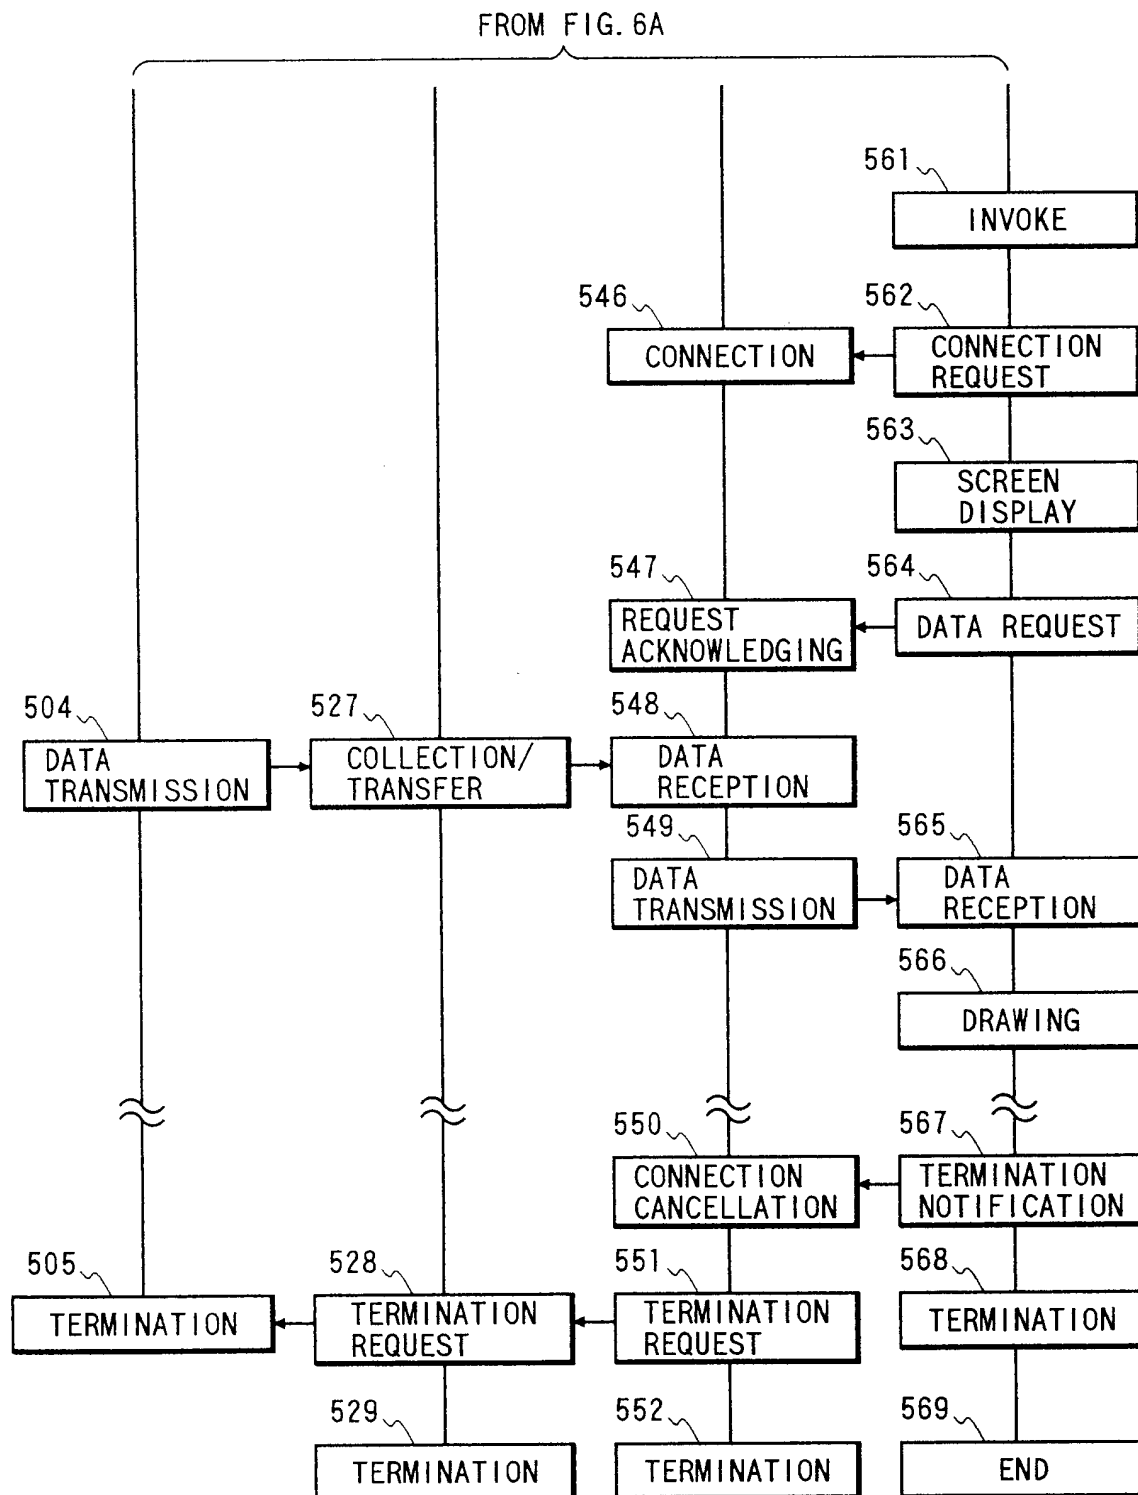 FROM FIG. 6A
561
INVOKE
546
562
CONNECTION
CONNECTION
REQUEST
563
SCREEN
DISPLAY
547
564
REQUEST
ACKNOWLEDGING
DATA REQUEST
504
527
548
DATA
TRANSMISSION
COLLECTION/
TRANSFER
DATA
RECEPTION
549
565
DATA
TRANSMISSION
DATA
RECEPTION
566
DRAWING
550
567
CONNECTION
CANCELLATION
TERMINATION
NOTIFICATION
505
528
551
568
TERMINATION
TERMINATION
REQUEST
TERMINATION
REQUEST
TERMINATION
529
552
569
TERMINATION
TERMINATION
END